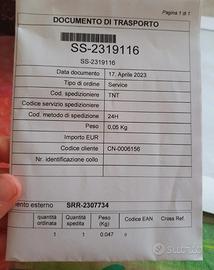 Pagina 1 di 1
DOCUMENTO DI TRASPORTO
SS-2319116
SS-2319116
Data documento 17. Aprile 2023
Tipo di ordine Service
Cod. spedizioniere TNT
Codice servizio spedizioniere
Cod. metodo di spedizione 24H
Peso 0,05 Kg
Importo EUR
Codice cliente CN-0006156
Nr. identificazione collo
ento esterno SRR-2307734
quantità ordinata quantità spedita Peso (Kg) Codice EAN Cross Ref.
1 1 0.047
subito